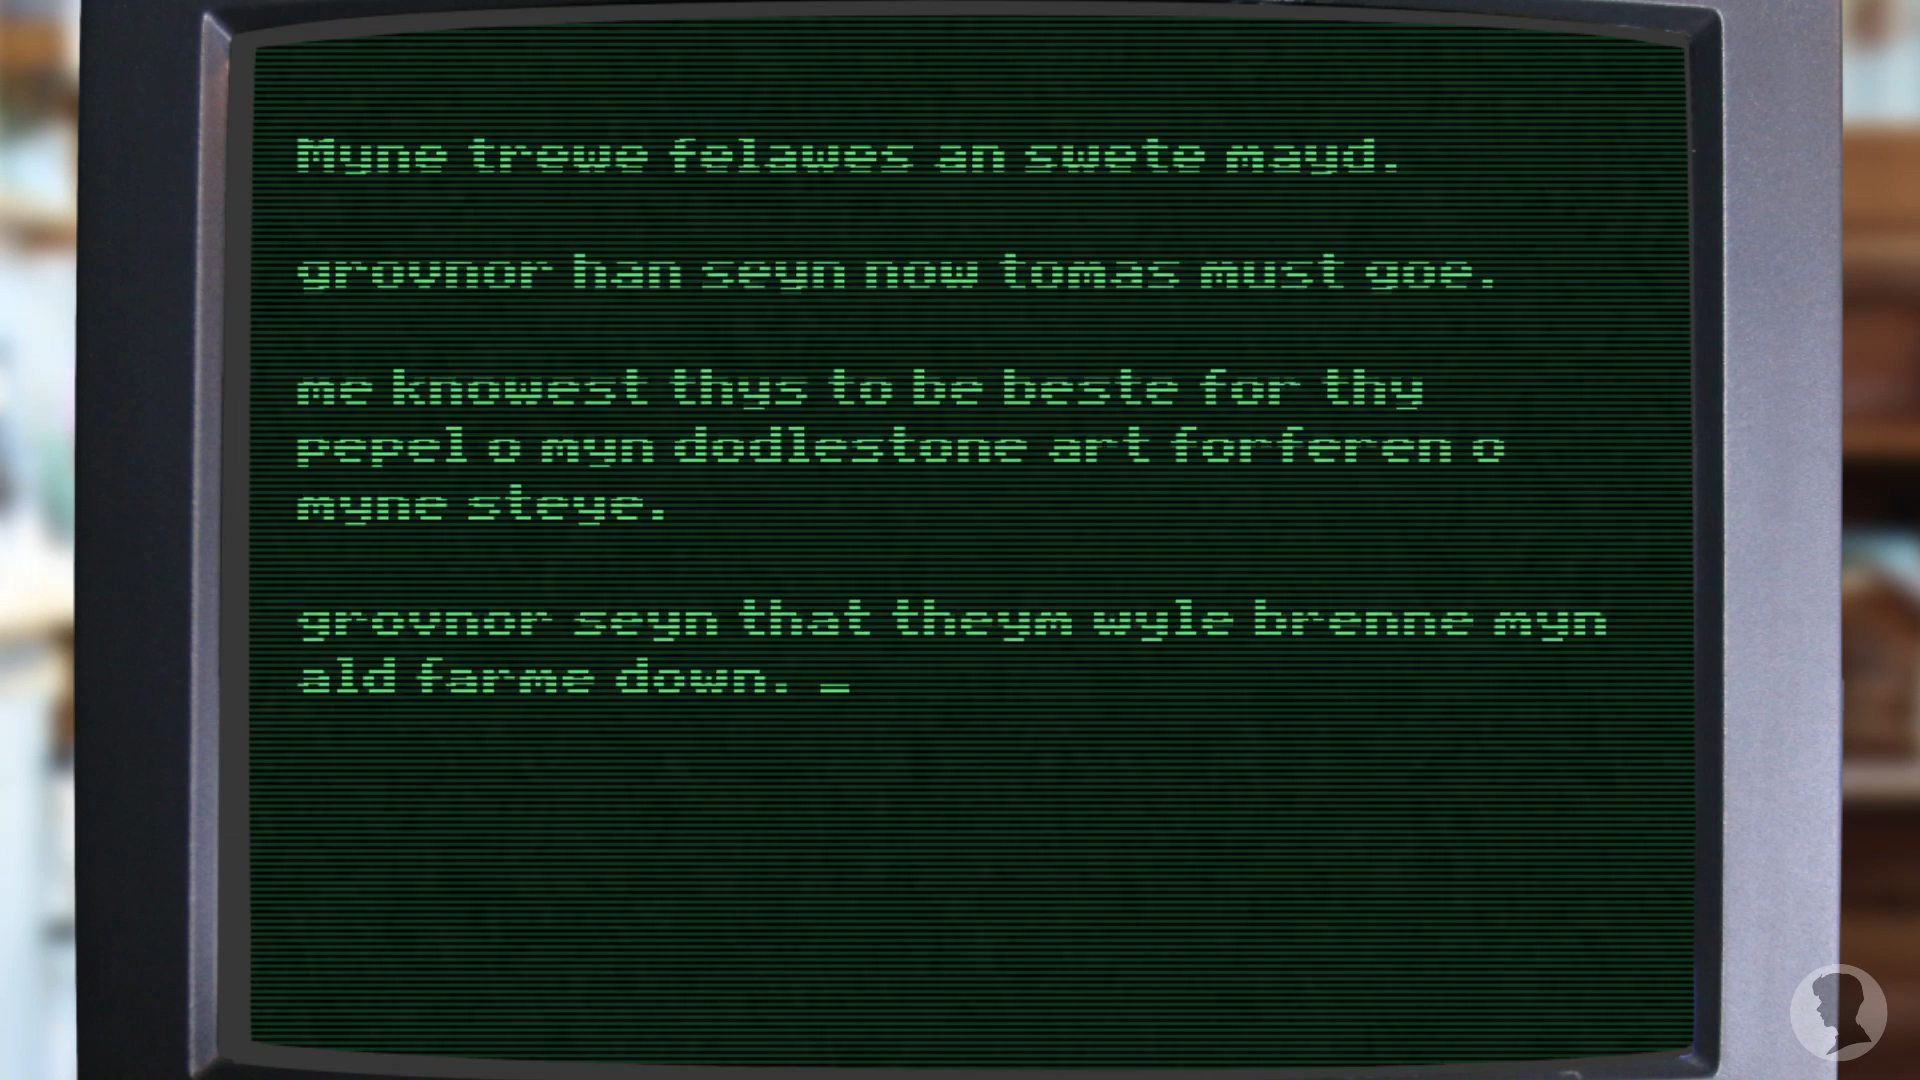 Myne trewe felawes an swete mayd.
grovnor han seyn now tomas must goe.
me knowest thys to be beste for thy
pepel o myn dodlestone art forferen o
myne steye.
grovnor seyn that theym wyle brenne myn
ald farme down. _